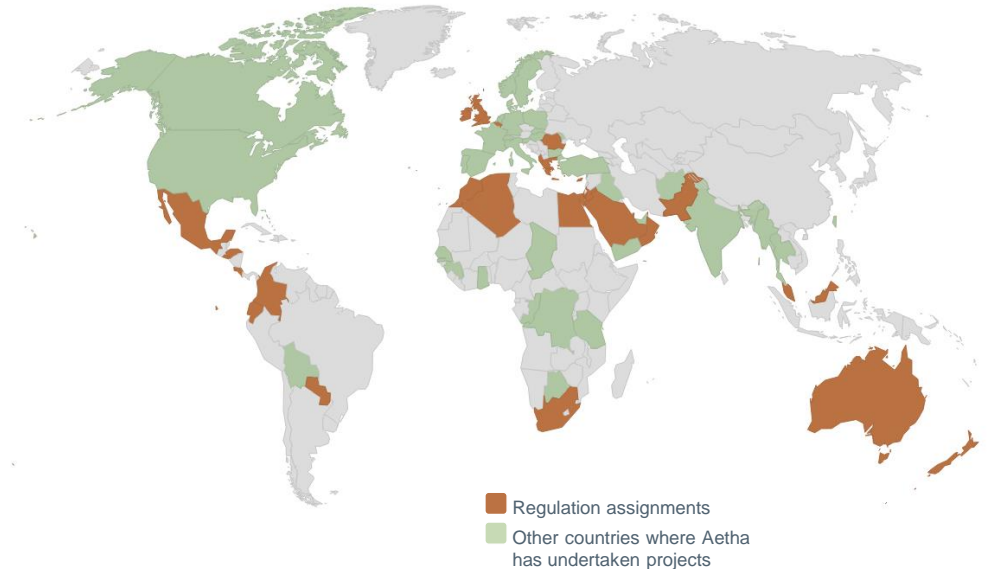 Regulation assignments
Other countries where Aetha
has undertaken projects